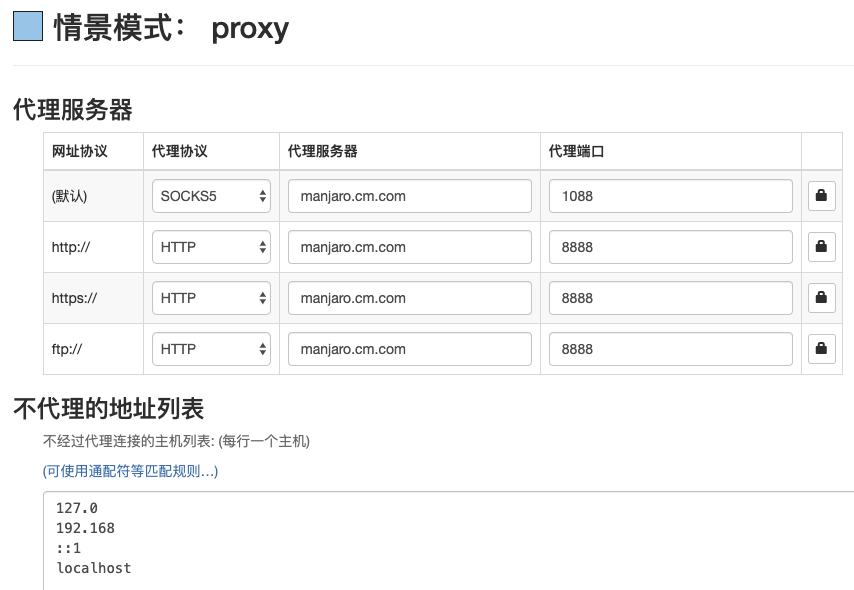 情景模式： proxy
代理服务器
网址协议 代理协议 代理服务器 代理端口
(默认) SOCKS5 manjaro.cm.com 1088
http:// HTTP manjaro.cm.com 8888
https:// HTTP manjaro.cm.com 8888
ftp:// HTTP manjaro.cm.com 8888
不代理的地址列表
不经过代理连接的主机列表: (每行一个主机)
(可使用通配符等匹配规则…)
127.0
192.168
::1
localhost